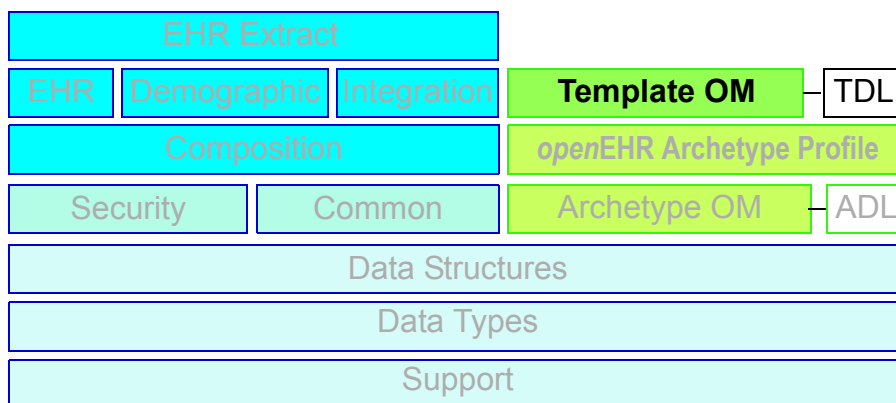 EHR Extract
EHR Demographic Integration Template OM TDL
Composition openEHR Archetype Profile
Security Common Archetype OM ADL
Data Structures
Data Types
Support